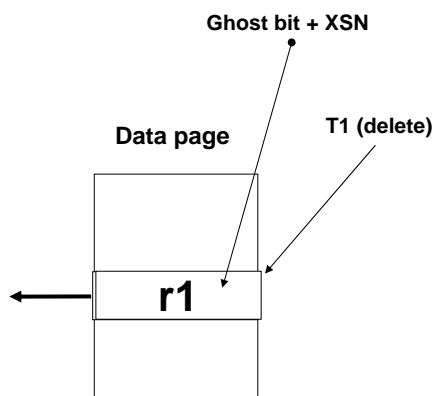 Ghost bit + XSN
T1 (delete)
Data page
r1